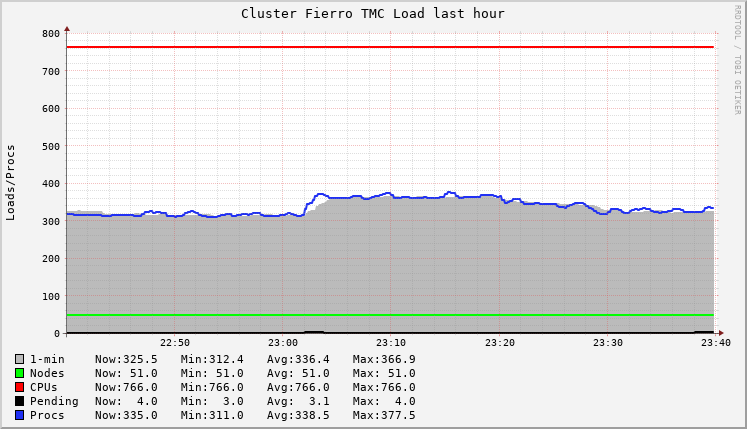 Cluster Fierro TMC Load last hour
RRDTOOL / TOBI OETIKER
Loads/Procs
800
700
600
500
400
300
200
100
0
22:50 23:00 23:10 23:20 23:30 23:40
1-min Now:325.5 Min:312.4 Avg:336.4 Max:366.9
Nodes Now: 51.0 Min: 51.0 Avg: 51.0 Max: 51.0
CPUs Now:766.0 Min:766.0 Avg:766.0 Max:766.0
Pending Now: 4.0 Min: 3.0 Avg: 3.1 Max: 4.0
Procs Now:335.0 Min:311.0 Avg:338.5 Max:377.5